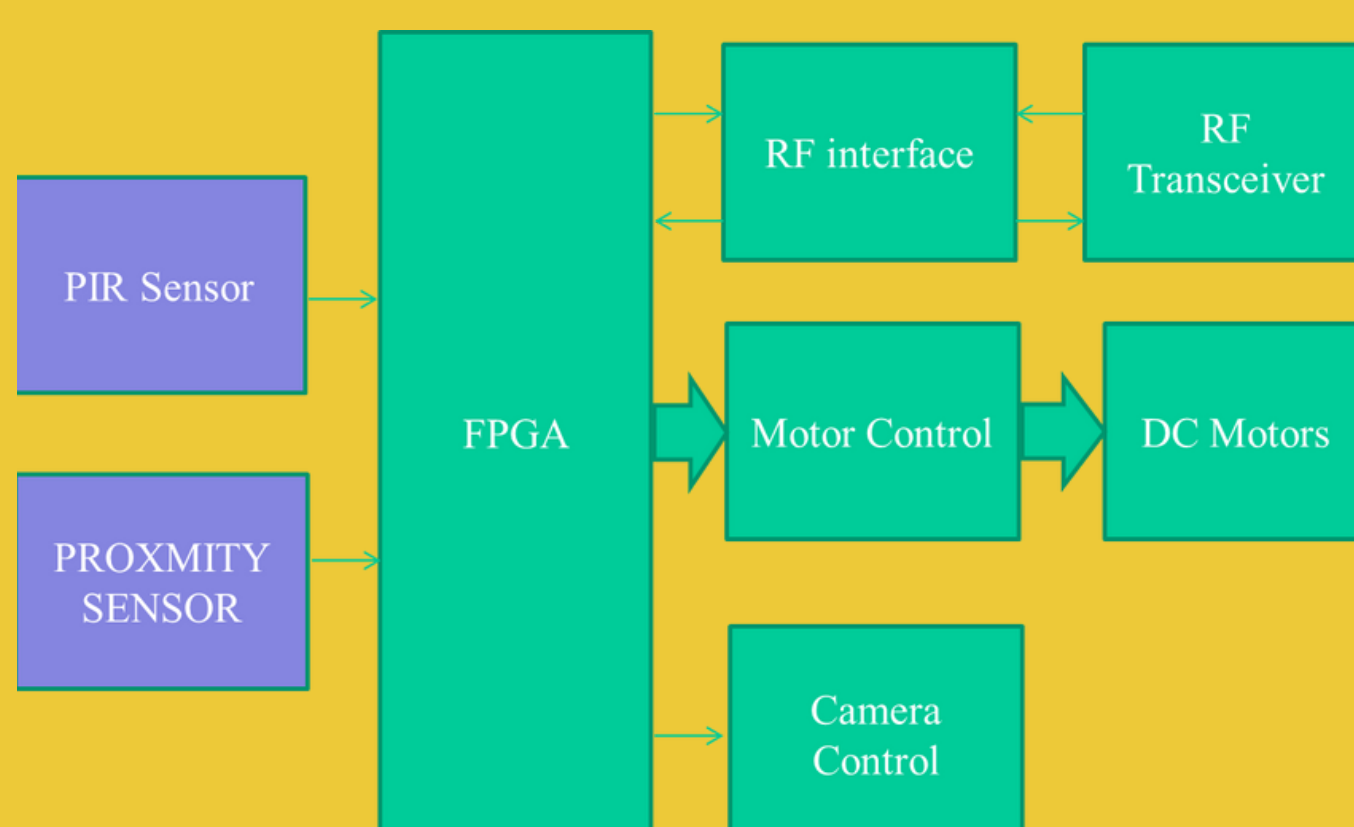 PIR Sensor
PROXMITY
SENSOR
FPGA
RF interface
RF
Transceiver
Motor Control
DC Motors
Camera
Control